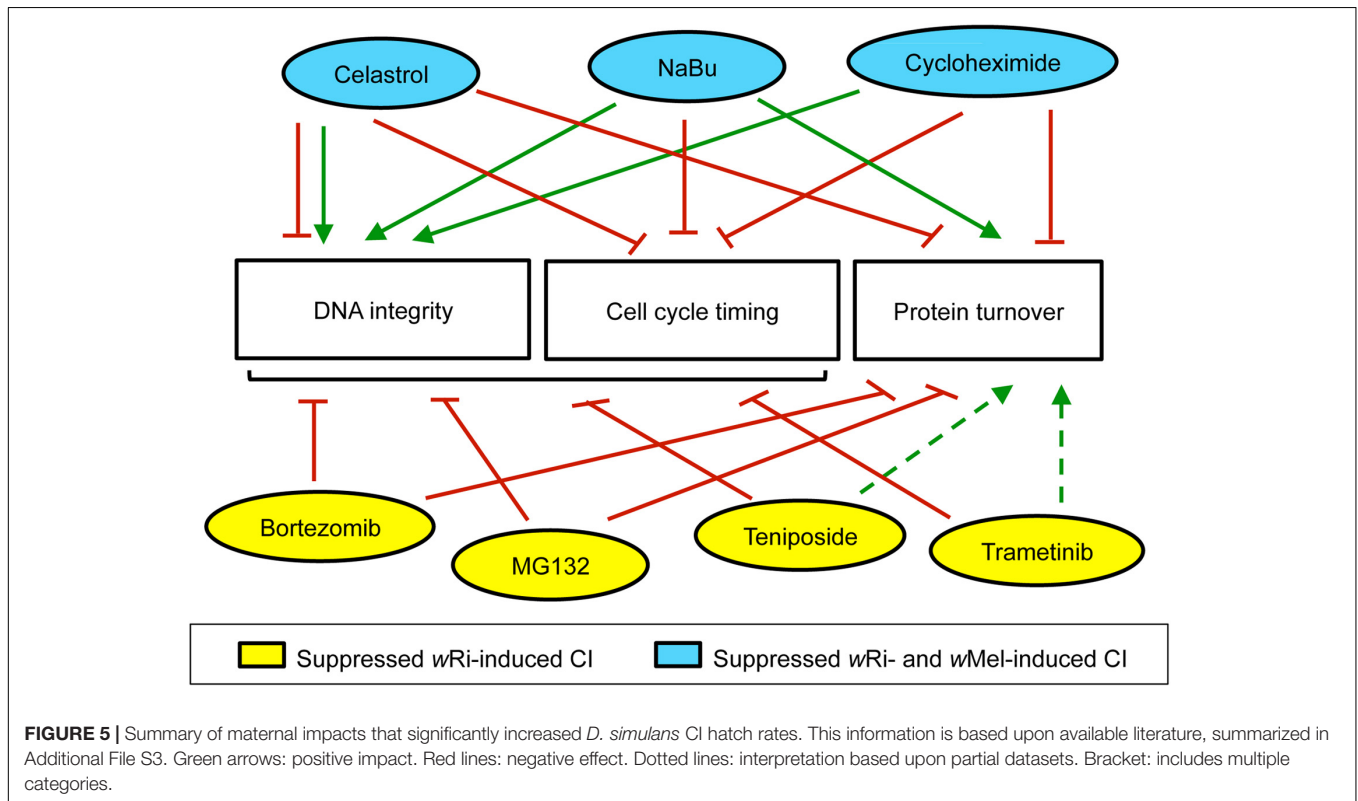 Celastrol
NaBu
Cycloheximide
DNA integrity
Cell cycle timing
Protein turnover
Bortezomib
MG132
Teniposide
Trametinib
Suppressed wRi-induced CI
Suppressed wRi- and wMel-induced CI
FIGURE 5 | Summary of maternal impacts that significantly increased D. simulans CI hatch rates. This information is based upon available literature, summarized in
Additional File S3. Green arrows: positive impact. Red lines: negative effect. Dotted lines: interpretation based upon partial datasets. Bracket: includes multiple
categories.